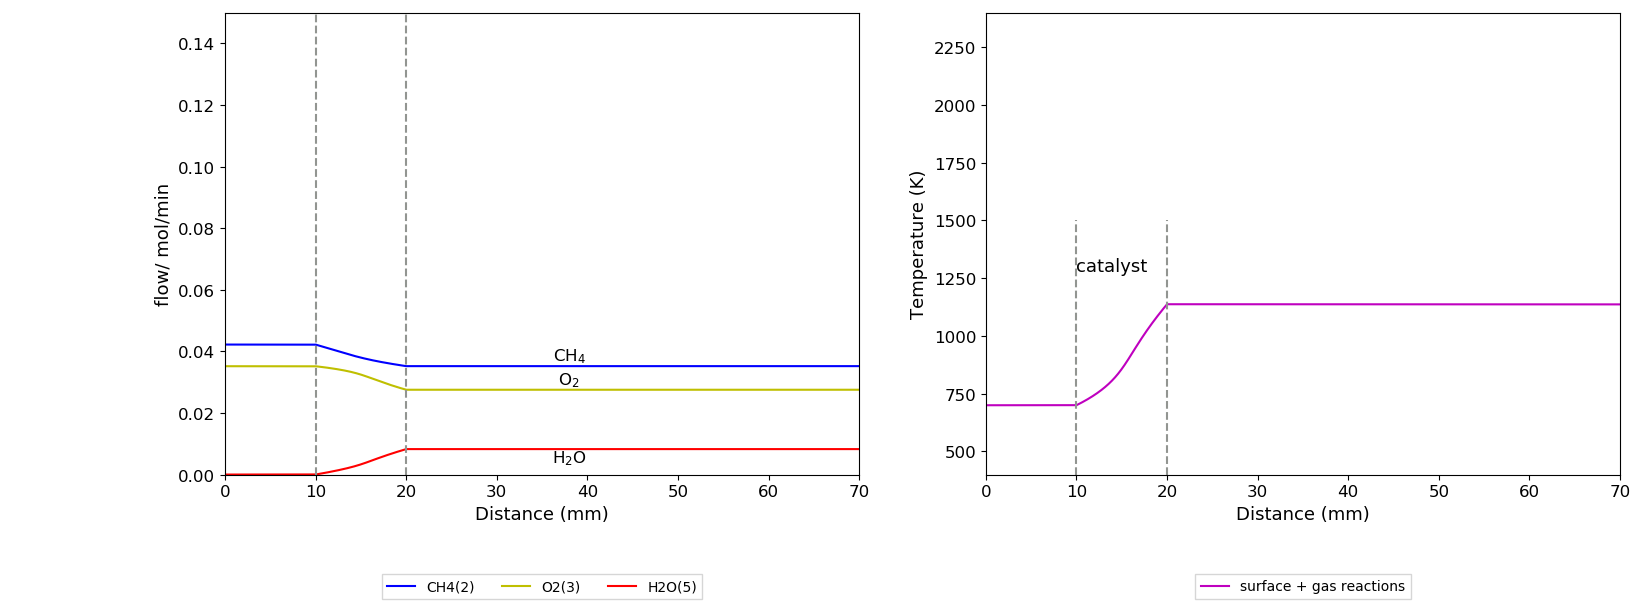 0.14
0.12
0.10
0.08
0.06
0.04
0.02
0.00
flow/ mol/min
CH₄
O₂
H₂O
0 10 20 30 40 50 60 70
Distance (mm)
CH4(2) O2(3) H2O(5)
2250
2000
1750
1500
1250
1000
750
500
Temperature (K)
catalyst
0 10 20 30 40 50 60 70
Distance (mm)
surface + gas reactions